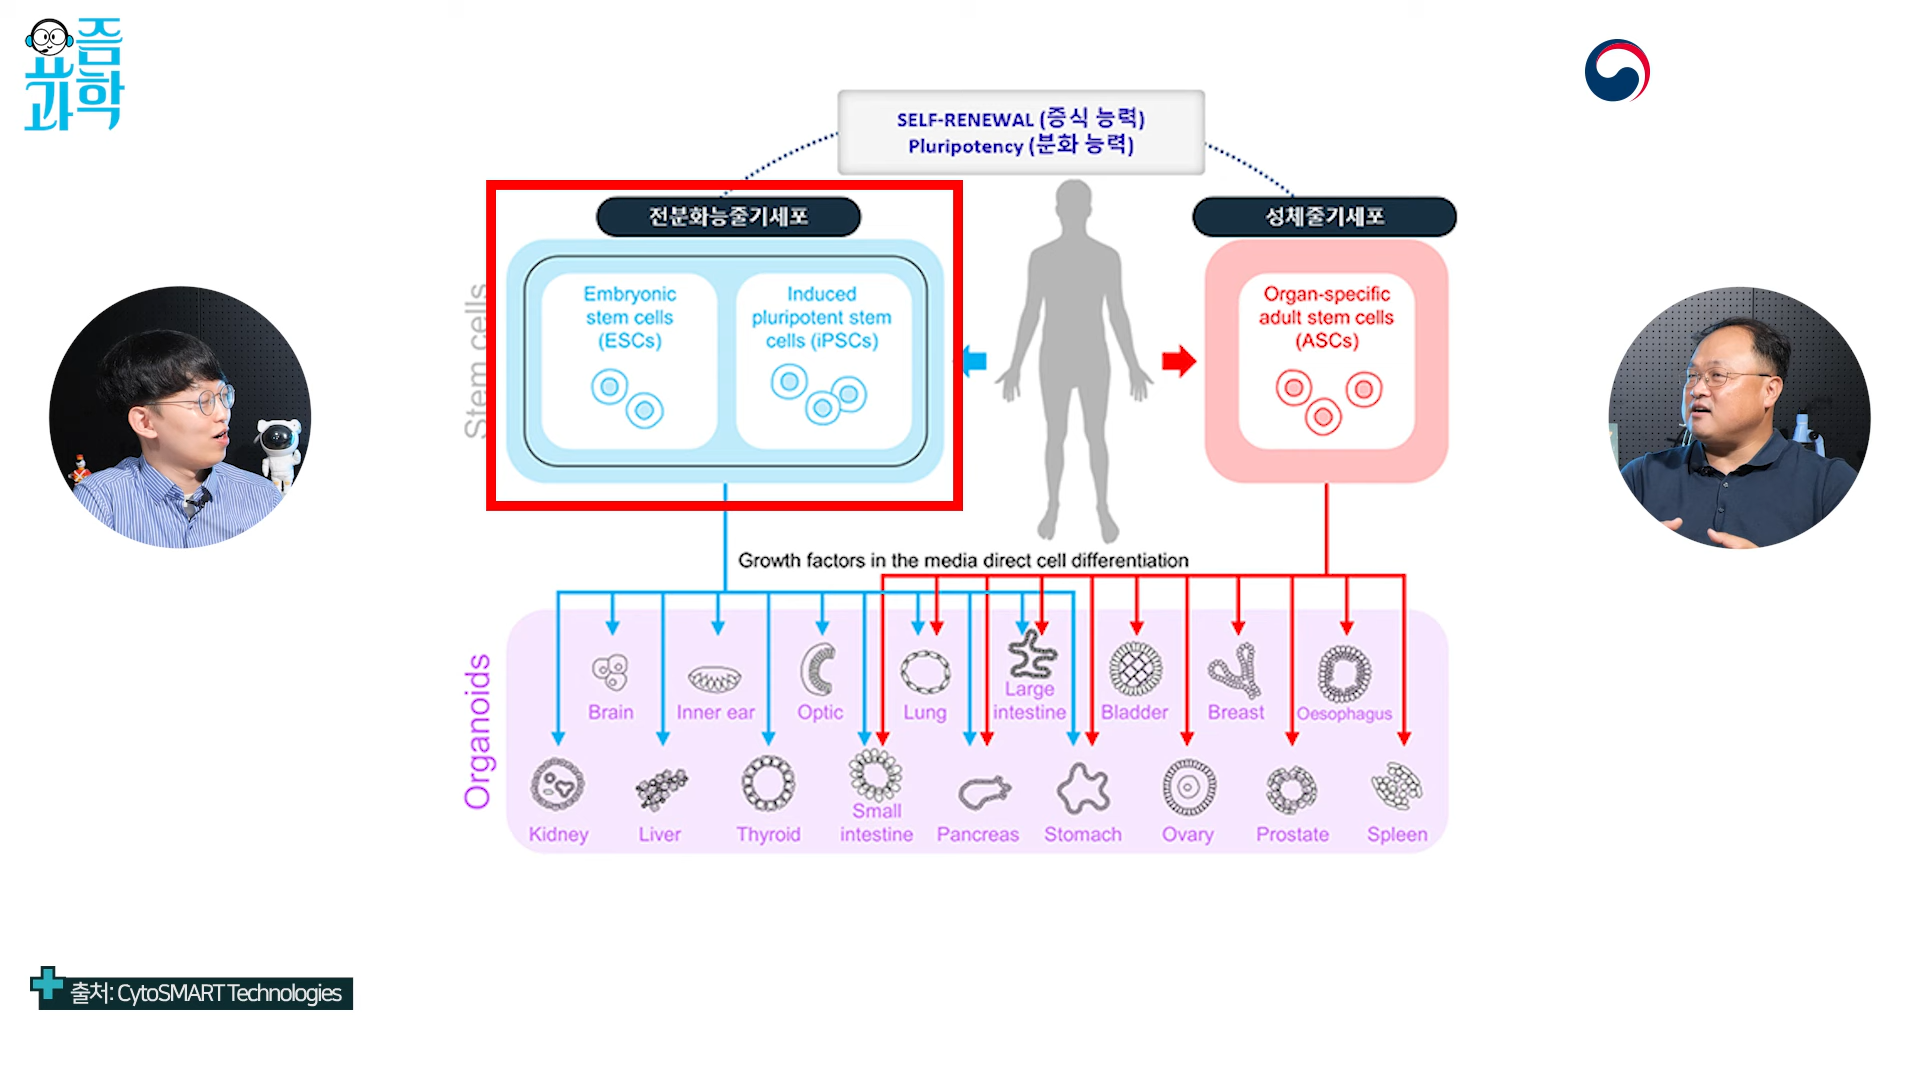 요즘
과학
SELF-RENEWAL (증식 능력)
Pluripotency (분화 능력)
전분화능줄기세포
성체줄기세포
Stem cells
Embryonic
stem cells
(ESCs)
Induced
pluripotent stem
cells (iPSCs)
Organ-specific
adult stem cells
(ASCs)
Growth factors in the media direct cell differentiation
Organoids
Brain
Inner ear
Optic
Lung
Large
intestine
Bladder
Breast
Oesophagus
Kidney
Liver
Thyroid
Small
intestine
Pancreas
Stomach
Ovary
Prostate
Spleen
출처: CytoSMART Technologies